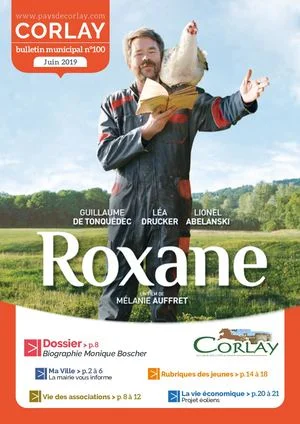 www.paysdecorlay.com
CORLAY
bulletin municipal n°100
Juin 2019
GUILLAUME
DE TONQUÉDEC
LÉA
DRUCKER
LIONEL
ABELANSKI
Roxane
UN FILM DE
MÉLANIE AUFFRET
Dossier > p.8
Biographie Monique Boscher
CORLAY
Ma Ville > p.2 à 6
La mairie vous informe
Rubriques des jeunes > p.14 à 18
Vie des associations > p.8 à 12
La vie économique > p.20 à 21
Projet éoliens